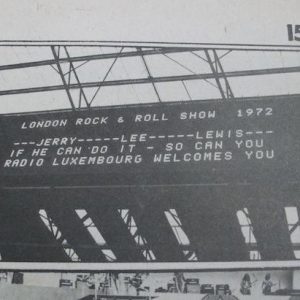 15
LONDON ROCK & ROLL SHOW 1972
---JERRY-----LEE-----LEWIS---
IF HE CAN DO IT - SO CAN YOU
RADIO LUXEMBOURG WELCOMES YOU